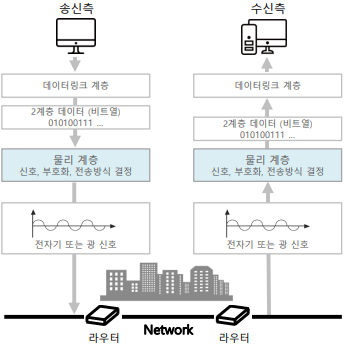 송신측
수신측
데이터링크 계층
데이터링크 계층
2계층 데이터 (비트열)
010100111 ...
2계층 데이터 (비트열)
010100111 ...
물리 계층
신호, 부호화, 전송방식 결정
물리 계층
신호, 부호화, 전송방식 결정
전자기 또는 광 신호
전자기 또는 광 신호
라우터
Network
라우터